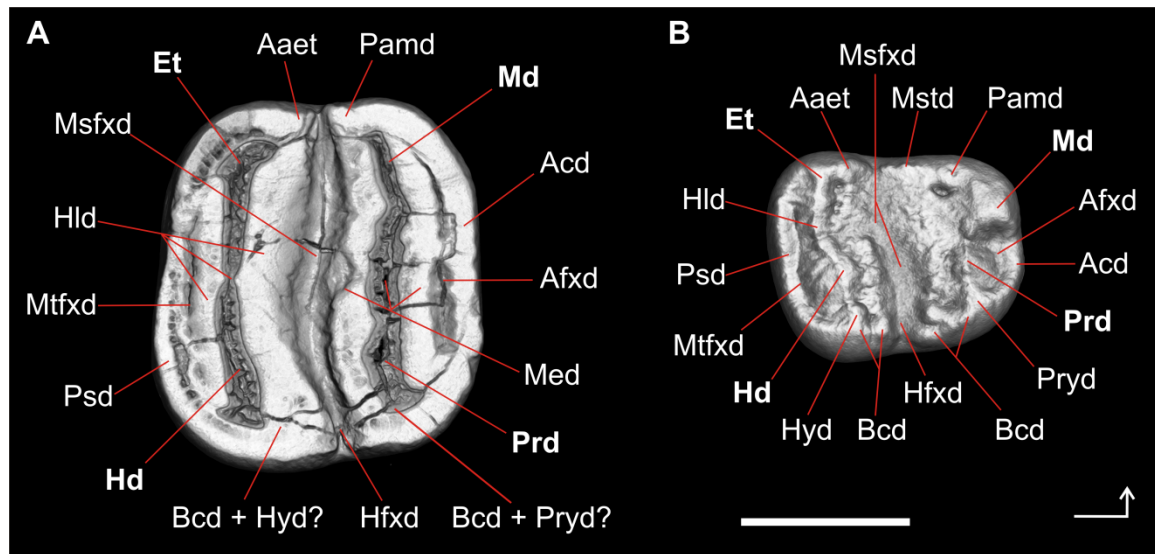 A
Aaet
Pamd
Et
Md
Msfxd
Acd
Hld
Afxd
Mtfxd
Med
Psd
Prd
Hd
Bcd + Hyd?
Hfxd
Bcd + Pryd?
B
Msfxd
Aaet
Mstd
Pamd
Et
Md
Hld
Afxd
Psd
Acd
Mtfxd
Prd
Hd
Pryd
Hyd
Bcd
Hfxd
Bcd